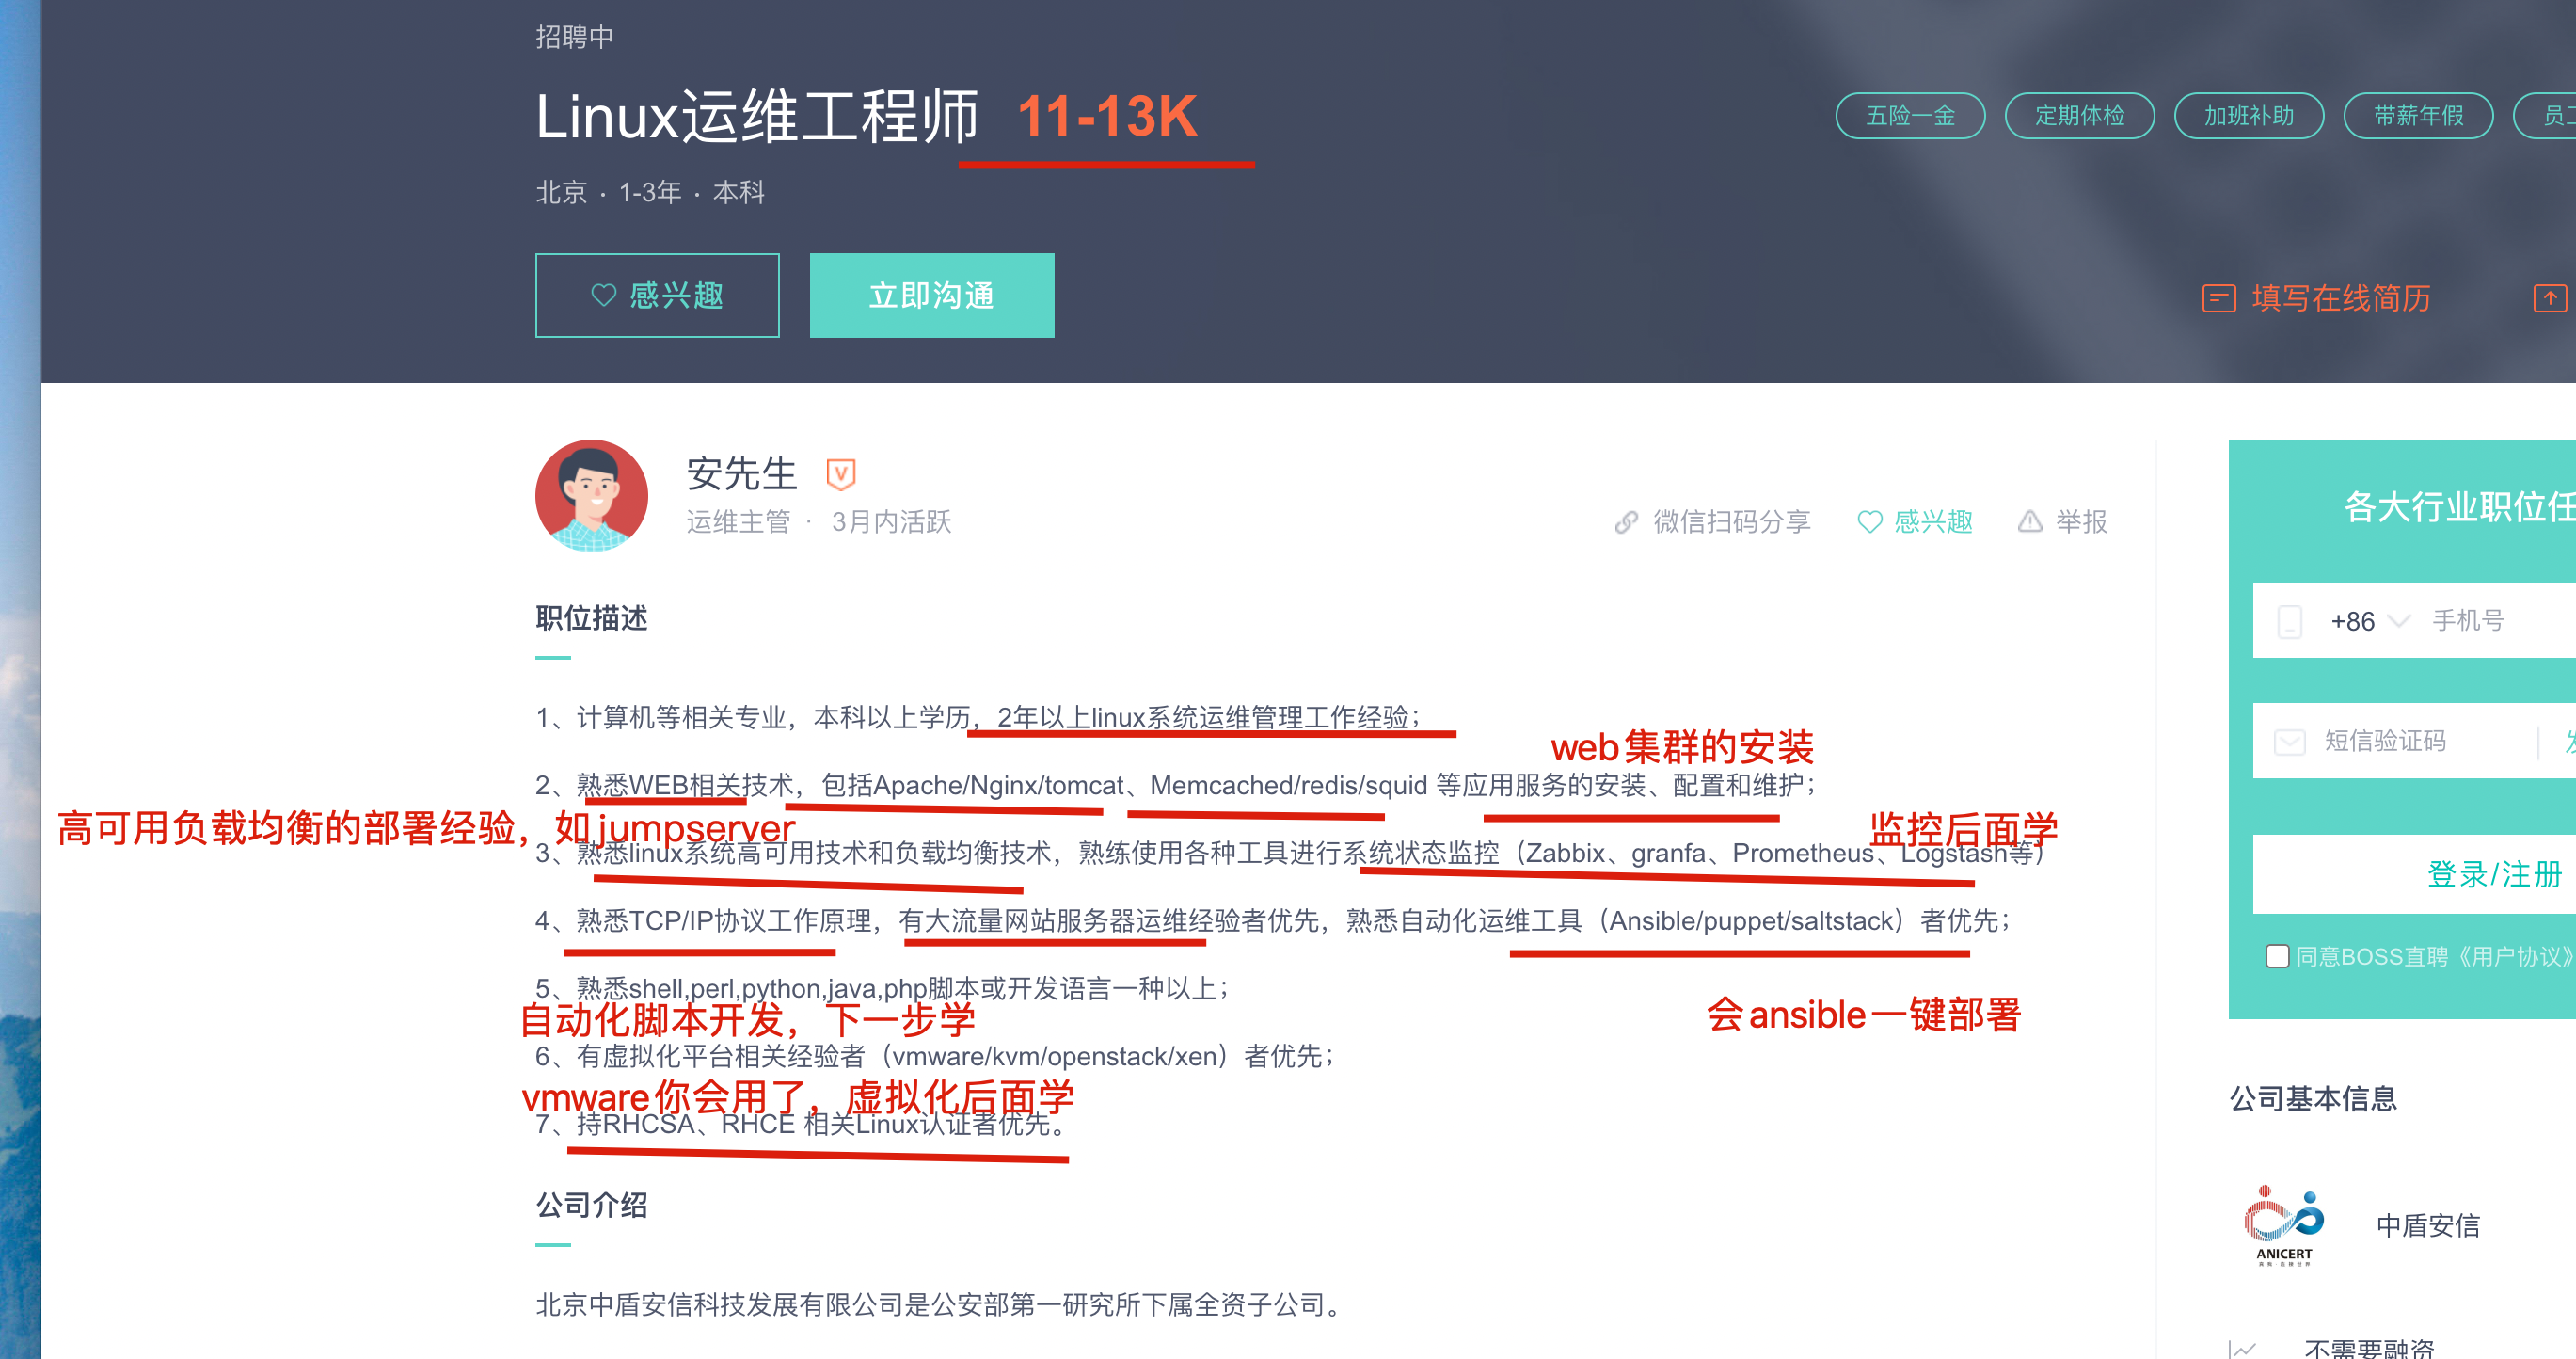 招聘中
Linux运维工程师 11-13K
五险一金 定期体检 加班补助 带薪年假
北京 · 1-3年 · 本科
感兴趣 立即沟通
填写在线简历
安先生
运维主管 · 3月内活跃
微信扫码分享 感兴趣 举报
各大行业职位任
+86 手机号
短信验证码
登录/注册
同意BOSS直聘《用户协议》
职位描述
1、计算机等相关专业，本科以上学历，2年以上linux系统运维管理工作经验；
web集群的安装
2、熟悉WEB相关技术，包括Apache/Nginx/tomcat、Memcached/redis/squid 等应用服务的安装、配置和维护；
高可用负载均衡的部署经验，如jumpserver
监控后面学
3、熟悉linux系统高可用技术和负载均衡技术，熟练使用各种工具进行系统状态监控（Zabbix、granfa、Prometheus、Logstash等）
4、熟悉TCP/IP协议工作原理，有大流量网站服务器运维经验者优先，熟悉自动化运维工具（Ansible/puppet/saltstack）者优先；
5、熟悉shell,perl,python,java,php脚本或开发语言一种以上；
自动化脚本开发，下一步学
会ansible一键部署
6、有虚拟化平台相关经验者（vmware/kvm/openstack/xen）者优先；
vmware你会用了，虚拟化后面学
7、持RHCSA、RHCE 相关Linux认证者优先。
公司介绍
北京中盾安信科技发展有限公司是公安部第一研究所下属全资子公司。
公司基本信息
ANICERT
中盾安信
不需要融资